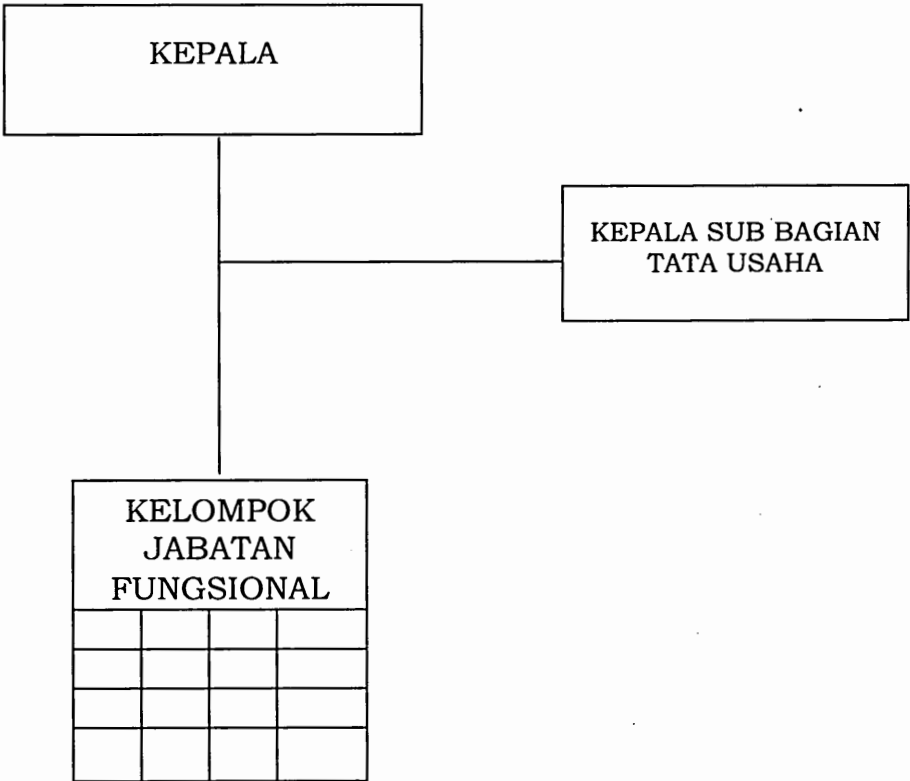 KEPALA
KEPALA SUB BAGIAN
TATA USAHA
KELOMPOK
JABATAN
FUNGSIONAL